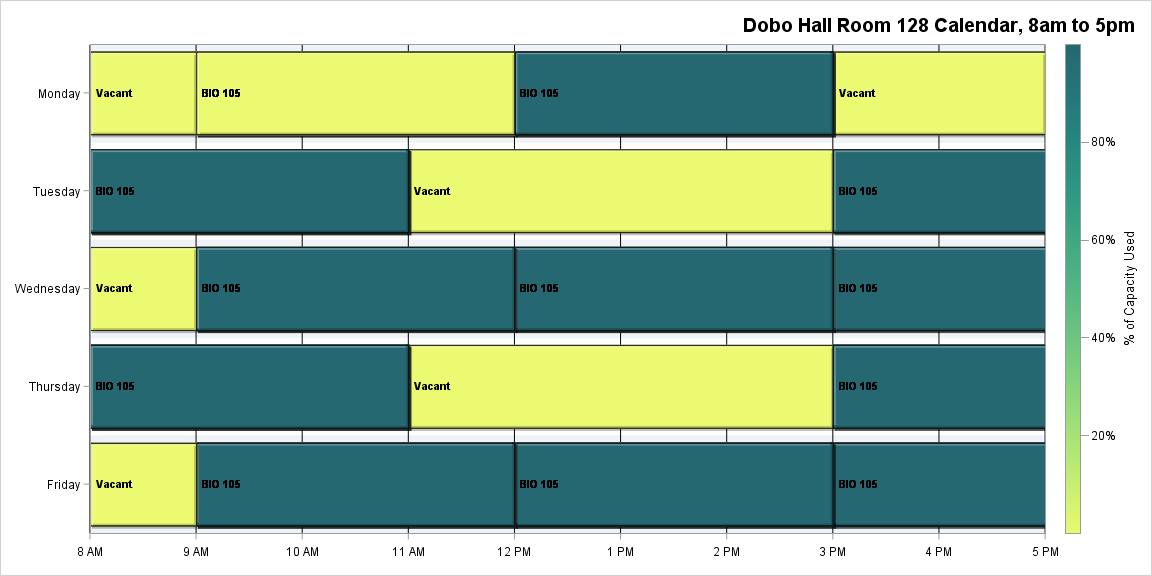 Dobo Hall Room 128 Calendar, 8am to 5pm
Monday
Vacant
BIO 105
BIO 105
Vacant
Tuesday
BIO 105
Vacant
BIO 105
Wednesday
Vacant
BIO 105
BIO 105
BIO 105
Thursday
BIO 105
Vacant
BIO 105
Friday
Vacant
BIO 105
BIO 105
BIO 105
8 AM
9 AM
10 AM
11 AM
12 PM
1 PM
2 PM
3 PM
4 PM
5 PM
80%
60%
40%
20%
% of Capacity Used